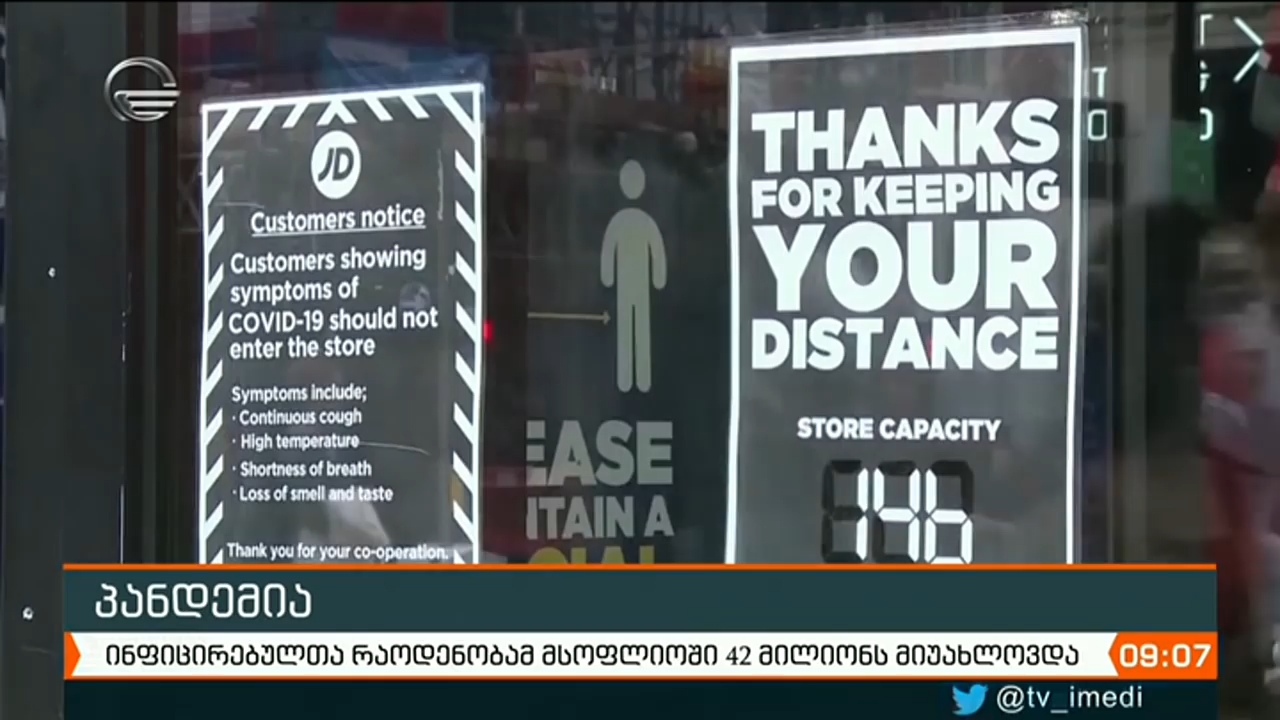 JD
Customers notice
Customers showing
symptoms of
COVID-19 should not
enter the store
Symptoms include;
· Continuous cough
· High temperature
· Shortness of breath
· Loss of smell and taste
Thank you for your co-operation.
EASE
TAIN A
THANKS
FOR KEEPING
YOUR
DISTANCE
STORE CAPACITY
146
პანდემია
ინფიცირებულთა რაოდენობამ მსოფლიოში 42 მილიონს მიუახლოვდა
09:07
@tv_imedi